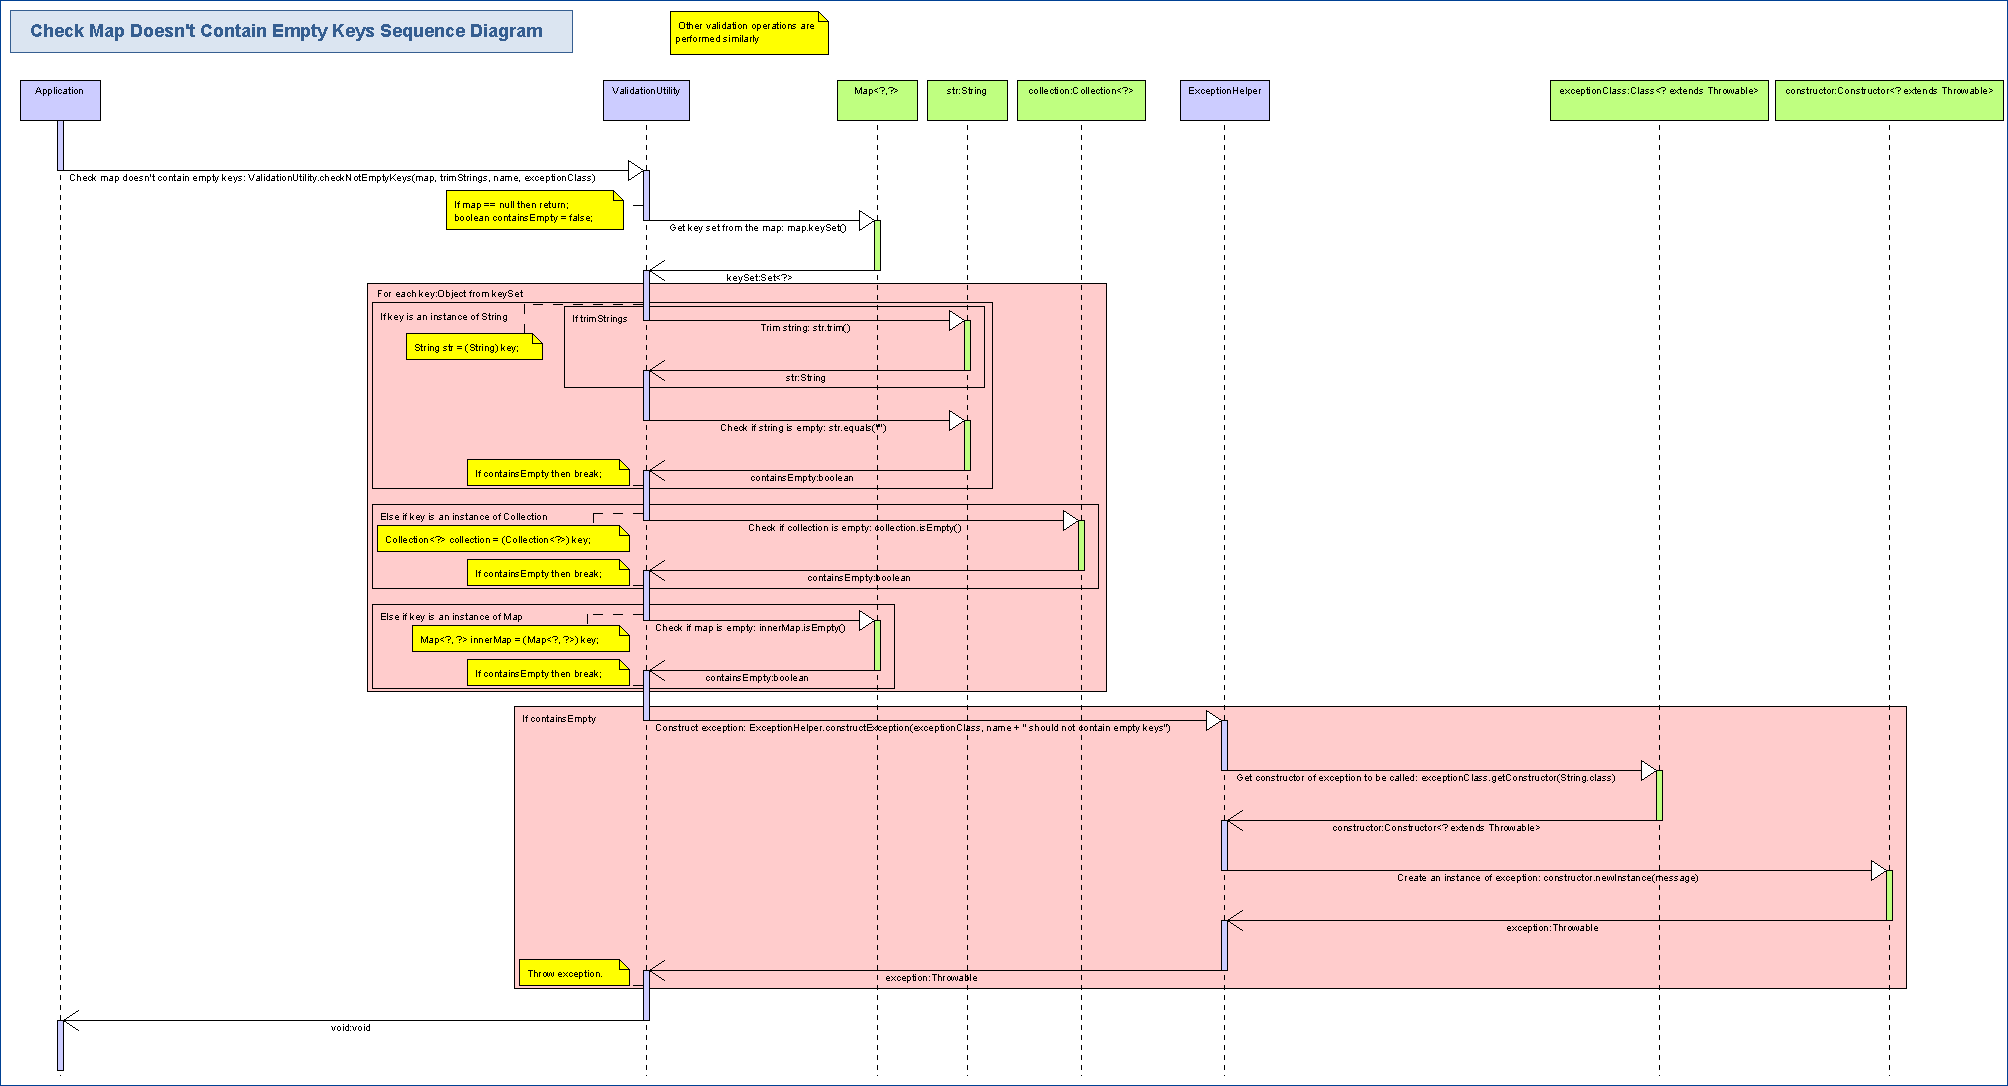 Check Map Doesn't Contain Empty Keys Sequence Diagram
Other validation operations are
performed similarly
Application
ValidationUtility
Map<?,?>
str:String
collection:Collection<?>
ExceptionHelper
exceptionClass:Class<? extends Throwable>
constructor:Constructor<? extends Throwable>
Check map doesn't contain empty keys: ValidationUtility.checkNotEmptyKeys(map, trimStrings, name, exceptionClass)
If map == null then return;
boolean containsEmpty = false;
Get key set from the map: map.keySet()
keySet:Set<?>
For each key:Object from keySet
If key is an instance of String
If trimStrings
Trim string: str.trim()
String str = (String) key;
str:String
Check if string is empty: str.equals("")
If containsEmpty then break;
containsEmpty:boolean
Else if key is an instance of Collection
Check if collection is empty: collection.isEmpty()
Collection<?> collection = (Collection<?>) key;
If containsEmpty then break;
containsEmpty:boolean
Else if key is an instance of Map
Check if map is empty: innerMap.isEmpty()
Map<?, ?> innerMap = (Map<?, ?>) key;
If containsEmpty then break;
containsEmpty:boolean
If containsEmpty
Construct exception: ExceptionHelper.constructException(exceptionClass, name + " should not contain empty keys")
Get constructor of exception to be called: exceptionClass.getConstructor(String.class)
constructor:Constructor<? extends Throwable>
Create an instance of exception: constructor.newInstance(message)
exception:Throwable
Throw exception.
exception:Throwable
void:void